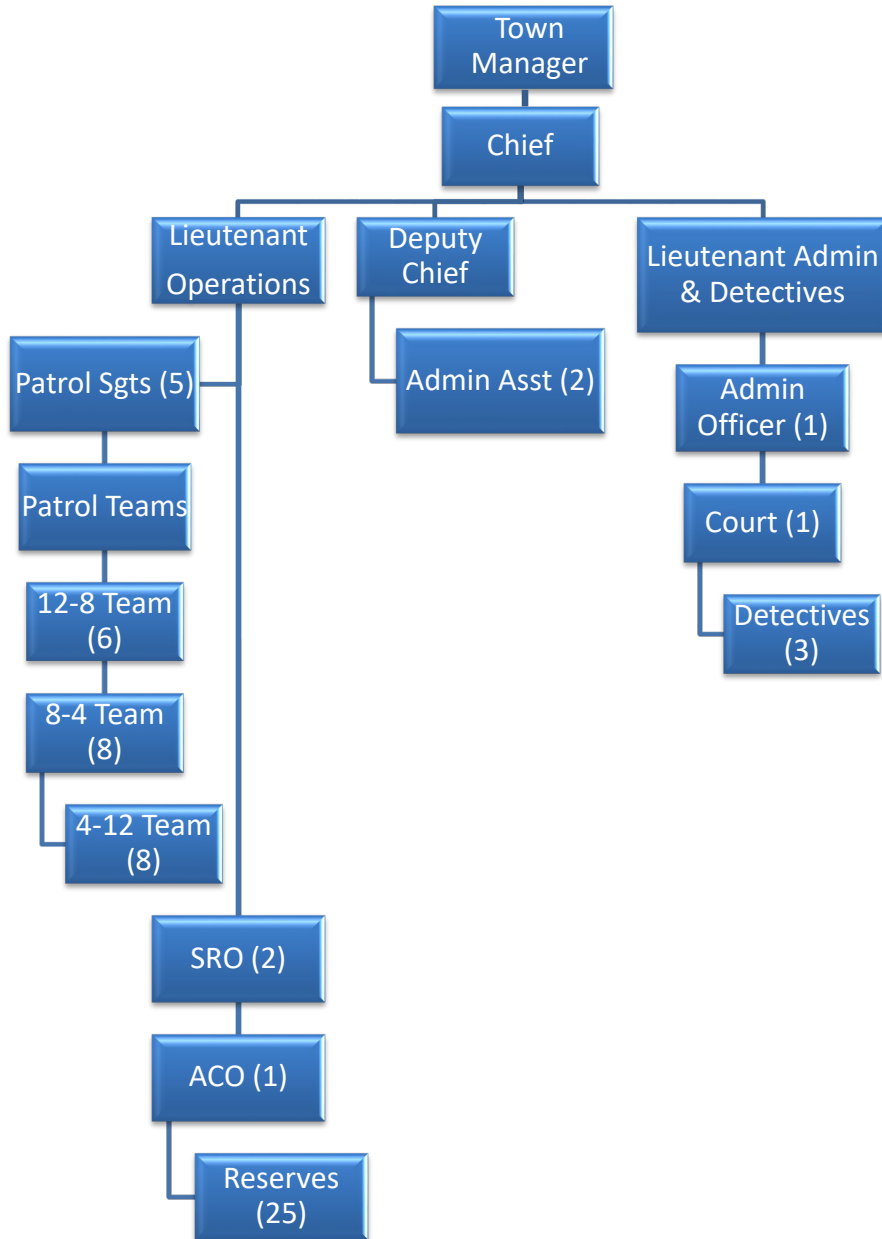 Town
Manager
Chief
Lieutenant
Operations
Deputy
Chief
Lieutenant Admin
& Detectives
Patrol Sgts (5)
Admin Asst (2)
Admin
Officer (1)
Patrol Teams
Court (1)
12-8 Team
(6)
Detectives
(3)
8-4 Team
(8)
4-12 Team
(8)
SRO (2)
ACO (1)
Reserves
(25)